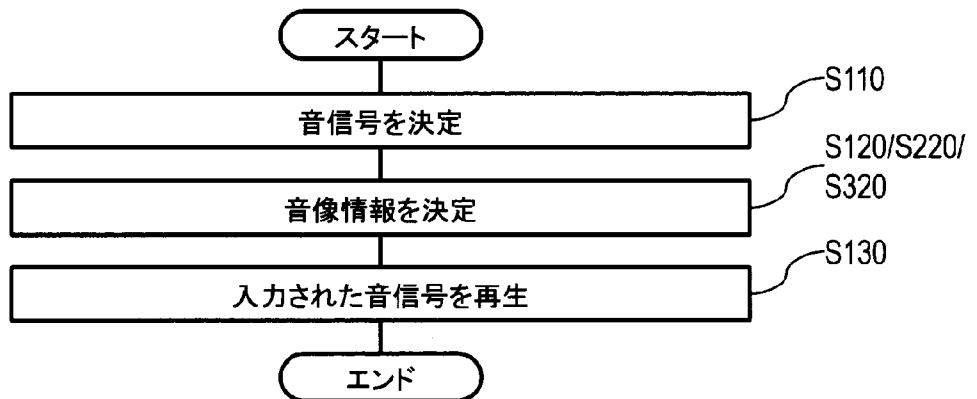 スタート
S110
音信号を決定
S120/S220/
S320
音像情報を決定
S130
入力された音信号を再生
エンド